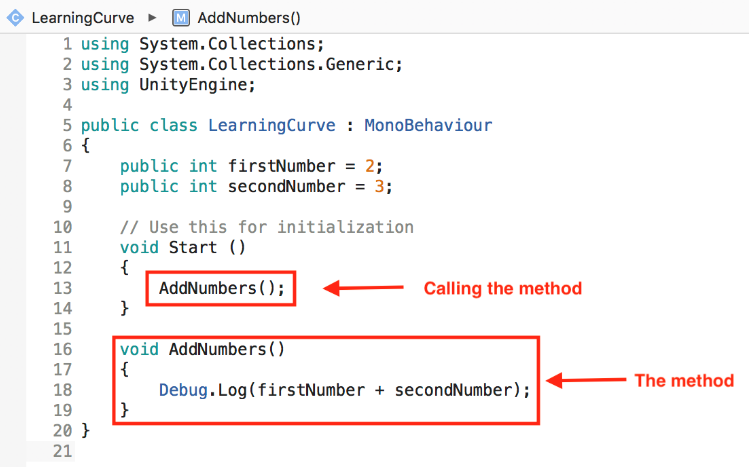 LearningCurve ▶ M AddNumbers()
1 using System.Collections;
2 using System.Collections.Generic;
3 using UnityEngine;
4
5 public class LearningCurve : MonoBehaviour
6 {
7     public int firstNumber = 2;
8     public int secondNumber = 3;
9
10     // Use this for initialization
11     void Start ()
12     {
13         AddNumbers(); Calling the method
14     }
15
16     void AddNumbers()
17     {
18         Debug.Log(firstNumber + secondNumber); The method
19     }
20 }
21